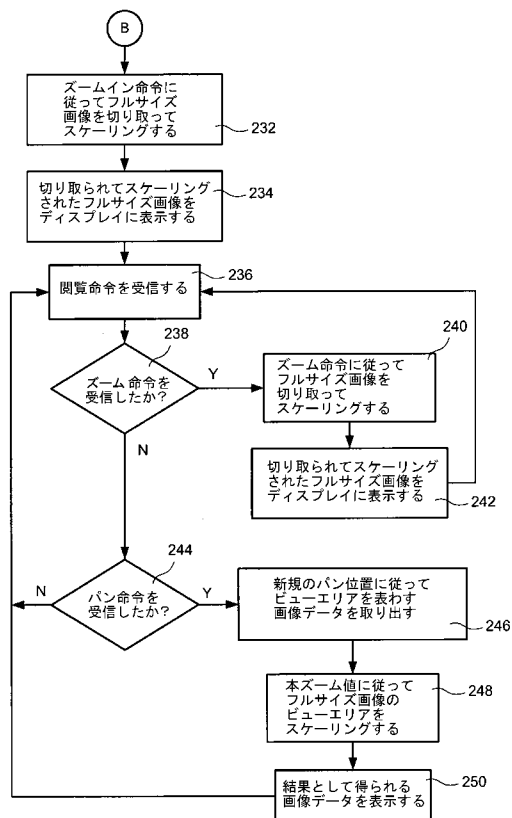 B
ズームイン命令に
従ってフルサイズ
画像を切り取って
スケーリングする
232
切り取られてスケーリング
されたフルサイズ画像を
ディスプレイに表示する
234
閲覧命令を受信する
236
238
ズーム命令を
受信したか?
Y
N
240
ズーム命令に従って
フルサイズ画像を
切り取って
スケーリングする
切り取られてスケーリング
されたフルサイズ画像を
ディスプレイに表示する
242
244
パン命令を
受信したか?
N
Y
新規のパン位置に従って
ビューエリアを表わす
画像データを取り出す
246
本ズーム値に従って
フルサイズ画像の
ビューエリアを
スケーリングする
248
結果として得られる
画像データを表示する
250